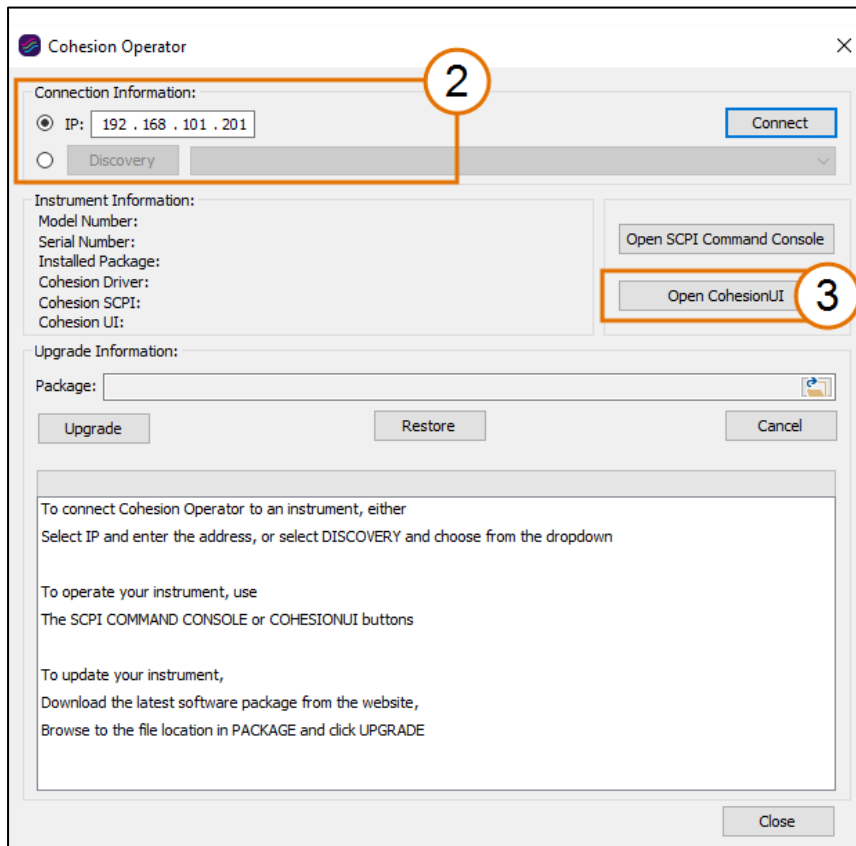 Cohesion Operator
2
Connection Information:
IP: 192 . 168 . 101 . 201
Connect
Discovery
Instrument Information:
Model Number:
Serial Number:
Installed Package:
Cohesion Driver:
Cohesion SCPI:
Cohesion UI:
Open SCPI Command Console
Open CohesionUI
3
Upgrade Information:
Package:
Upgrade
Restore
Cancel
To connect Cohesion Operator to an instrument, either
Select IP and enter the address, or select DISCOVERY and choose from the dropdown
To operate your instrument, use
The SCPI COMMAND CONSOLE or COHESIONUI buttons
To update your instrument,
Download the latest software package from the website,
Browse to the file location in PACKAGE and click UPGRADE
Close